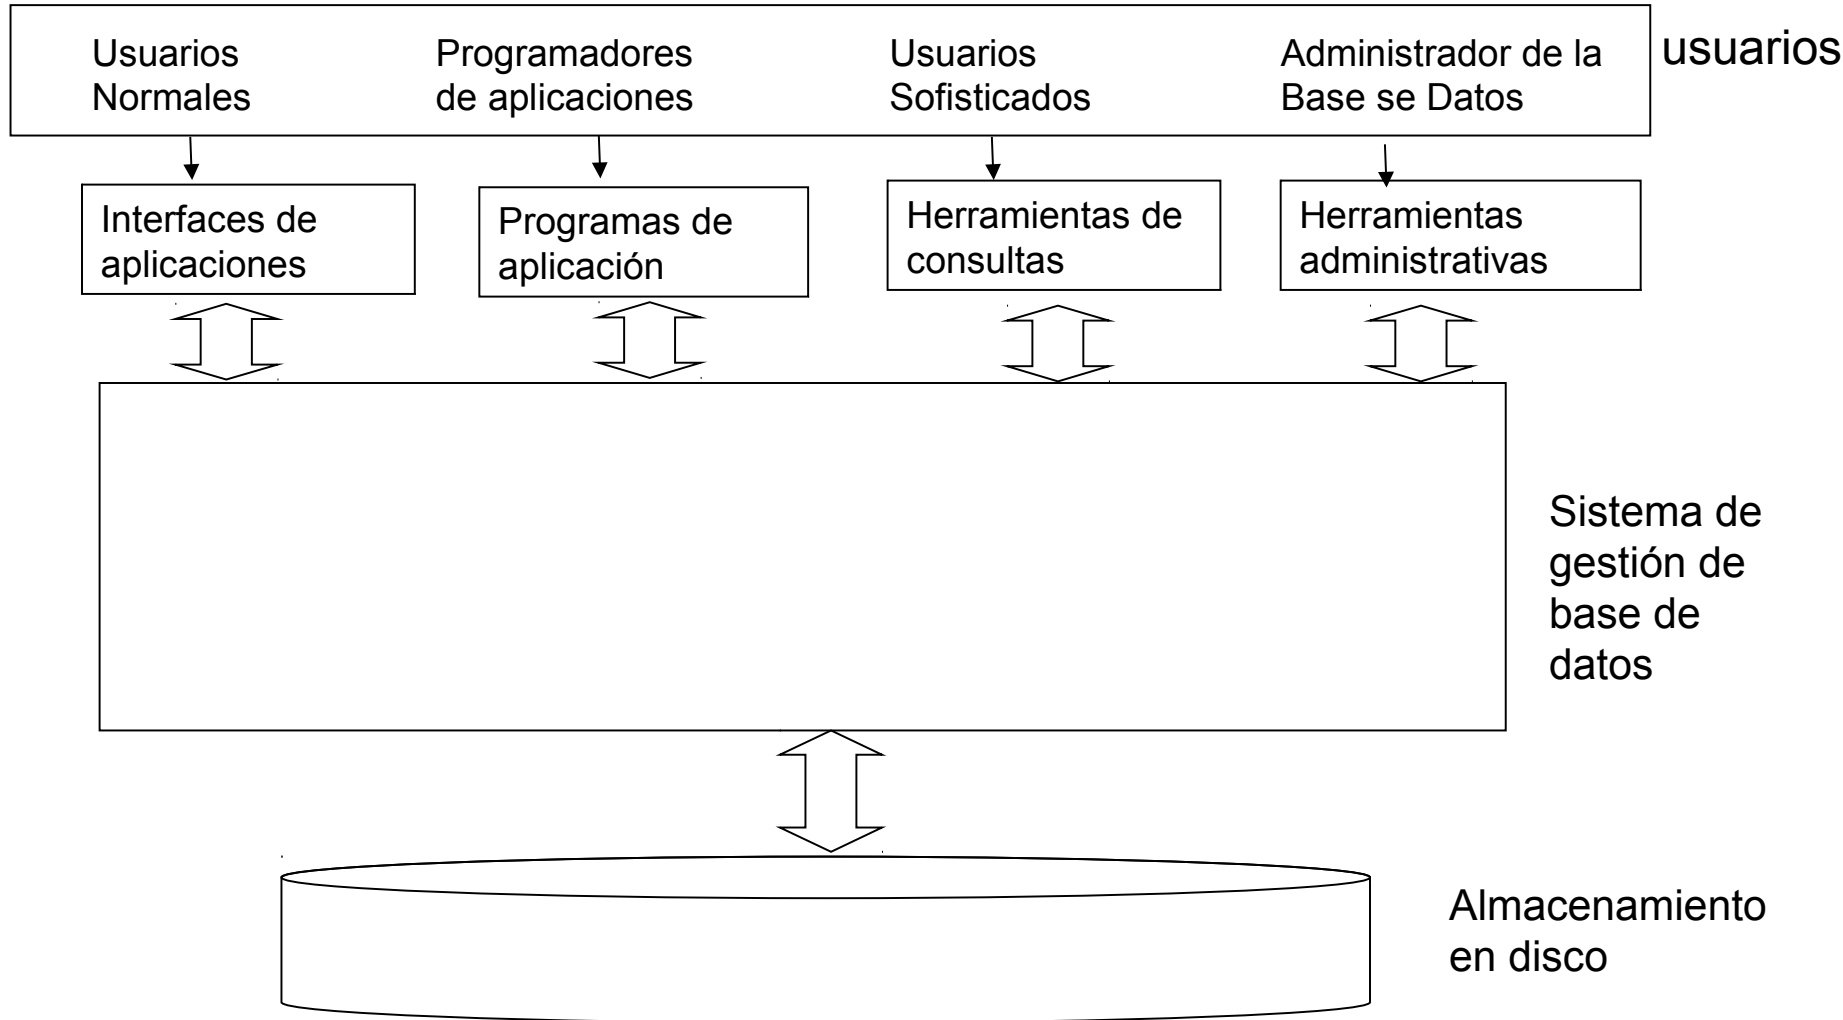 Usuarios
Normales
Programadores
de aplicaciones
Usuarios
Sofisticados
Administrador de la
Base se Datos
usuarios
Interfaces de
aplicaciones
Programas de
aplicación
Herramientas de
consultas
Herramientas
administrativas
Sistema de
gestión de
base de
datos
Almacenamiento
en disco